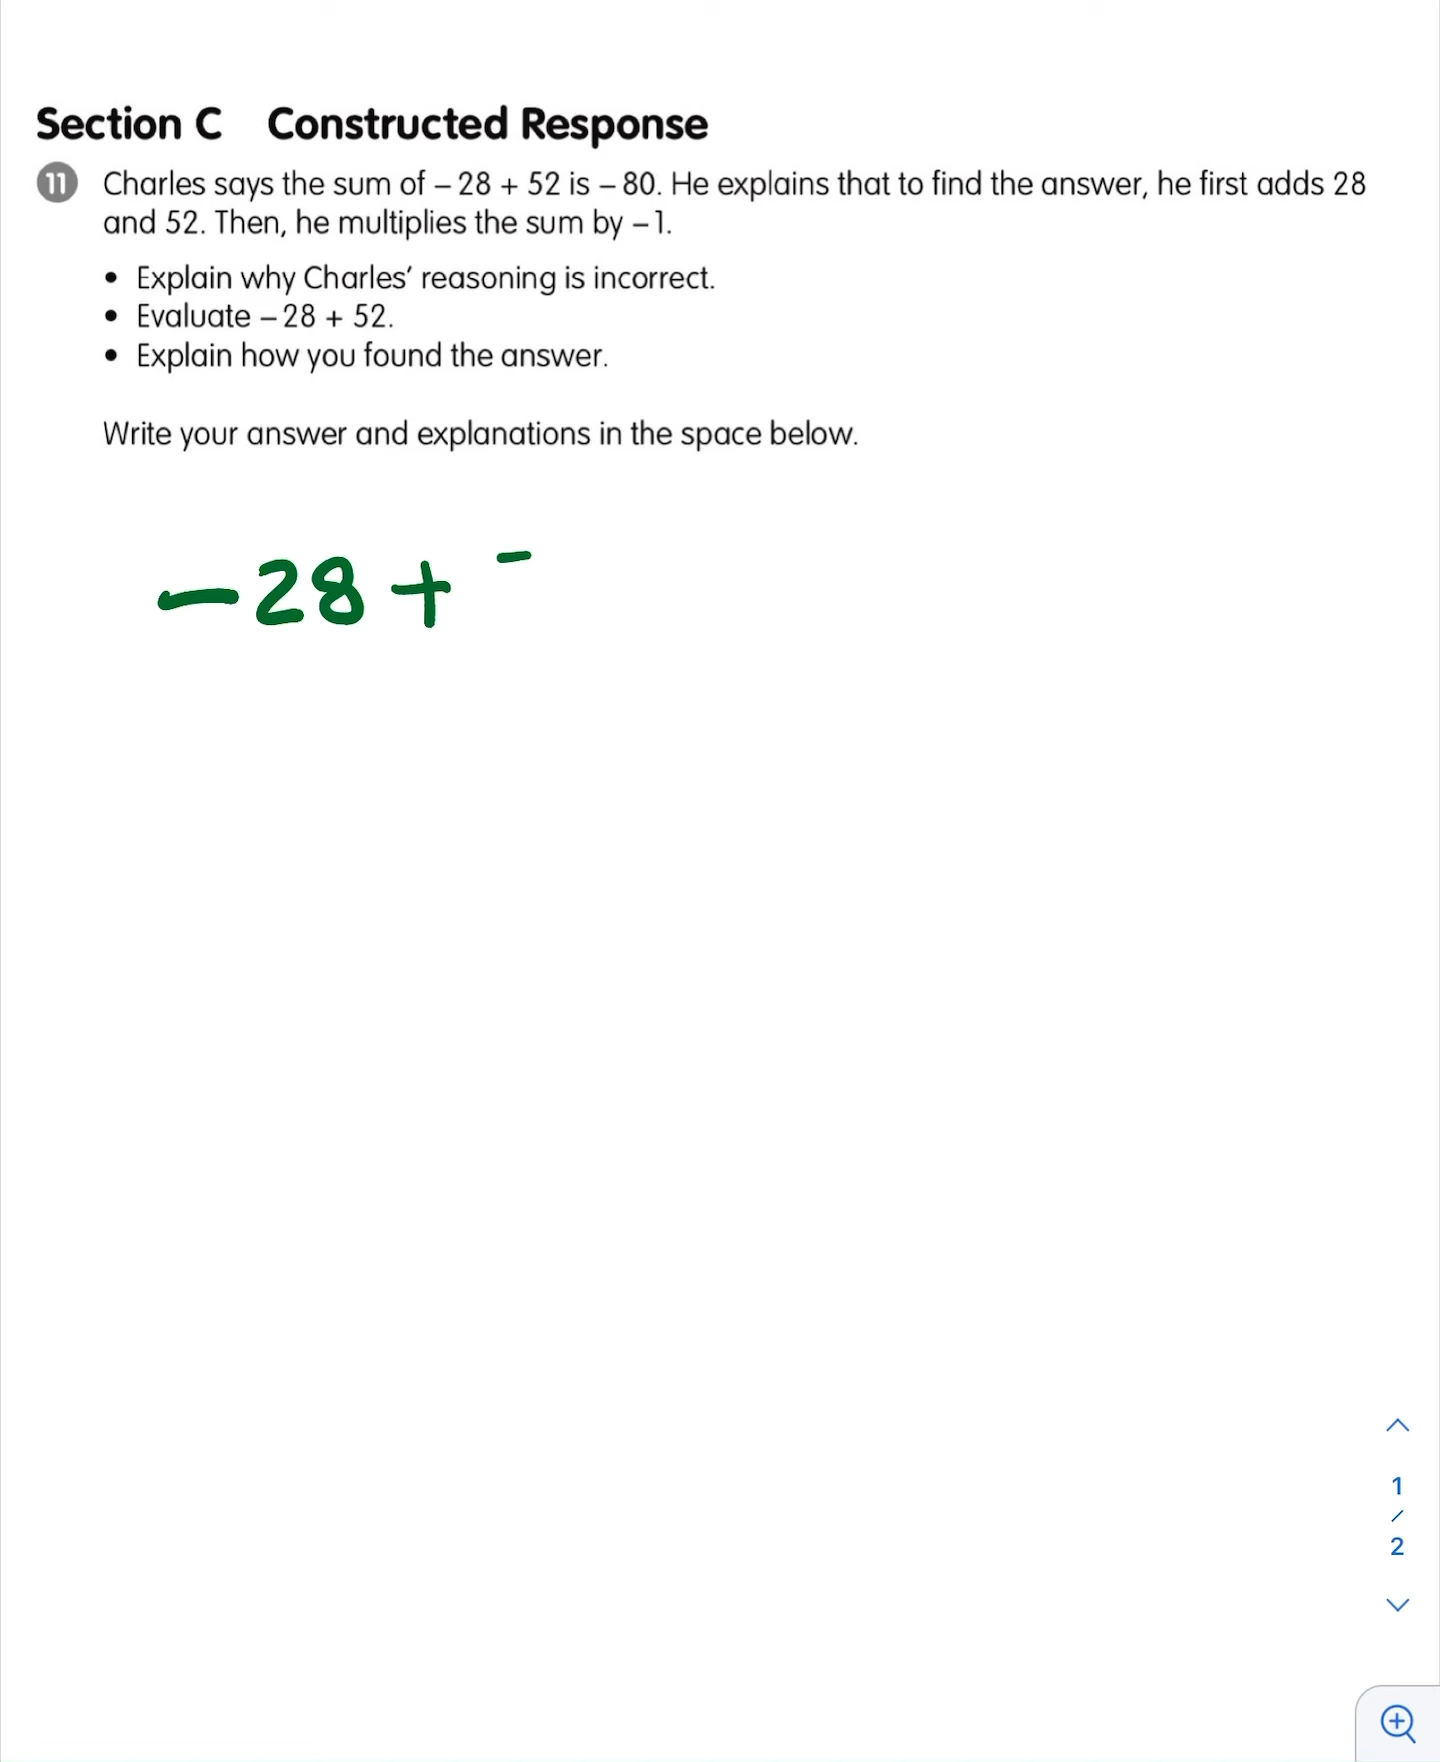 Section C Constructed Response
11 Charles says the sum of – 28 + 52 is – 80. He explains that to find the answer, he first adds 28
and 52. Then, he multiplies the sum by – 1.
• Explain why Charles’ reasoning is incorrect.
• Evaluate – 28 + 52.
• Explain how you found the answer.
Write your answer and explanations in the space below.
-28 + -
1
/
2